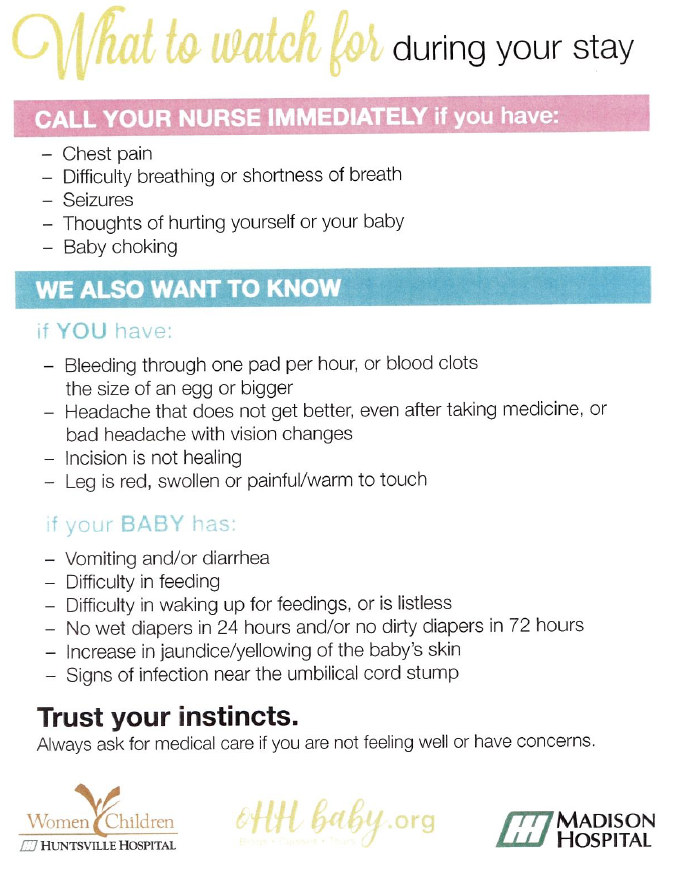 What to watch for during your stay
CALL YOUR NURSE IMMEDIATELY if you have:
– Chest pain
– Difficulty breathing or shortness of breath
– Seizures
– Thoughts of hurting yourself or your baby
– Baby choking
WE ALSO WANT TO KNOW
if YOU have:
– Bleeding through one pad per hour, or blood clots
the size of an egg or bigger
– Headache that does not get better, even after taking medicine, or
bad headache with vision changes
– Incision is not healing
– Leg is red, swollen or painful/warm to touch
if your BABY has:
– Vomiting and/or diarrhea
– Difficulty in feeding
– Difficulty in waking up for feedings, or is listless
– No wet diapers in 24 hours and/or no dirty diapers in 72 hours
– Increase in jaundice/yellowing of the baby's skin
– Signs of infection near the umbilical cord stump
Trust your instincts.
Always ask for medical care if you are not feeling well or have concerns.
Women Children
HUNTSVILLE HOSPITAL
oHH baby.org
MADISON
HOSPITAL